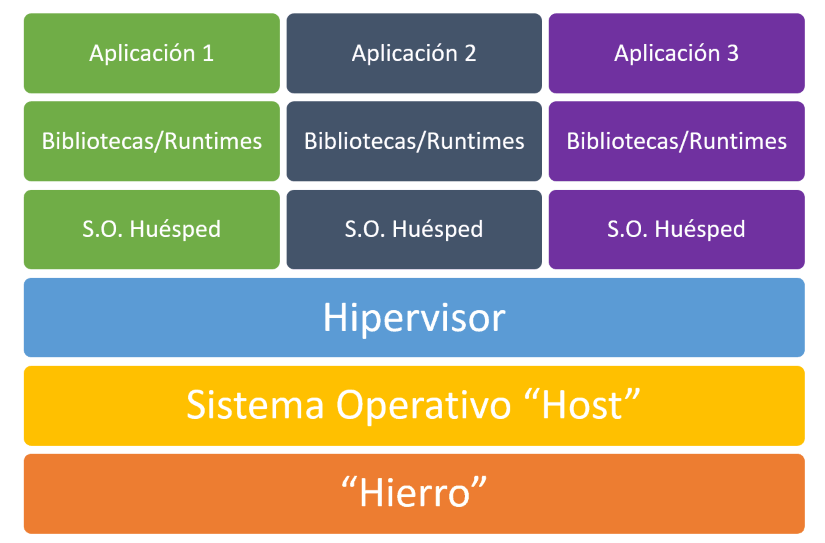 Aplicación 1
Aplicación 2
Aplicación 3
Bibliotecas/Runtimes
Bibliotecas/Runtimes
Bibliotecas/Runtimes
S.O. Huésped
S.O. Huésped
S.O. Huésped
Hipervisor
Sistema Operativo “Host”
“Hierro”